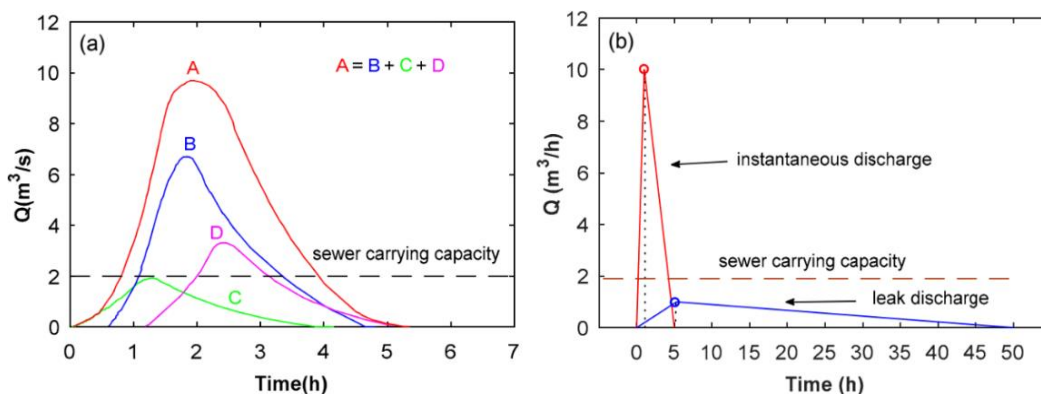 (a)
A
A = B + C + D
B
D
C
sewer carrying capacity
Q(m³/s)
12
10
8
6
4
2
0
0 1 2 3 4 5 6 7
Time(h)
(b)
instantaneous discharge
sewer carrying capacity
leak discharge
Q (m³/h)
12
10
8
6
4
2
0
0 5 10 15 20 25 30 35 40 45 50
Time (h)